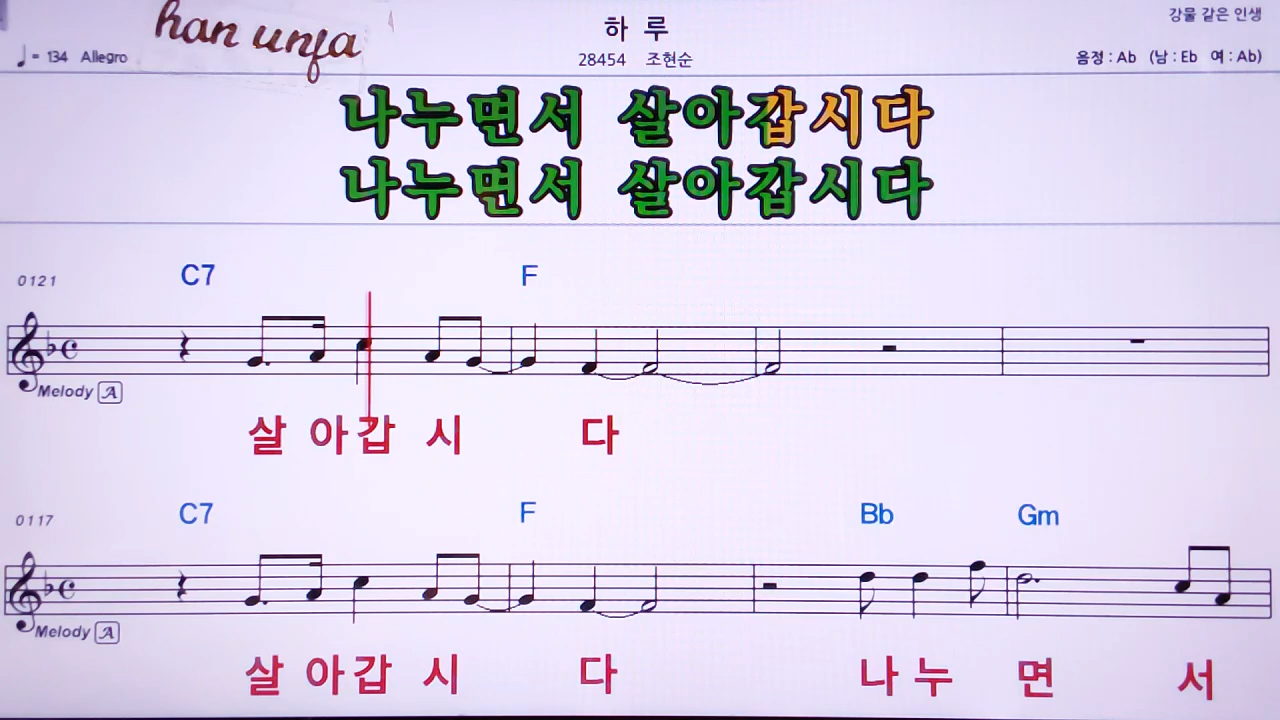 han unja
하 루
강물 같은 인생
♩= 134 Allegro
28454 조현순
음정 : Ab (남 : Eb 여 : Ab)
나누면서 살아갑시다
나누면서 살아갑시다
0121
C7 F
Melody A
살 아 갑 시 다
0117
C7 F Bb Gm
Melody A
살 아 갑 시 다 나 누 면 서